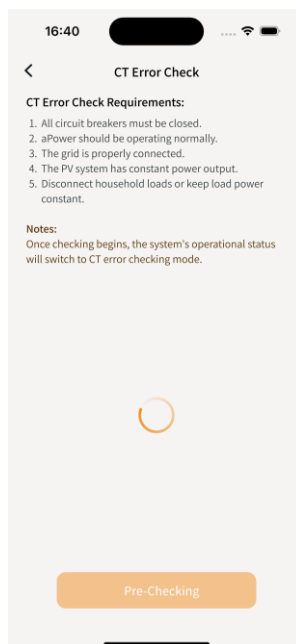 16:40
CT Error Check
CT Error Check Requirements:
1. All circuit breakers must be closed.
2. aPower should be operating normally.
3. The grid is properly connected.
4. The PV system has constant power output.
5. Disconnect household loads or keep load power
constant.
Notes:
Once checking begins, the system's operational status
will switch to CT error checking mode.
Pre-Checking